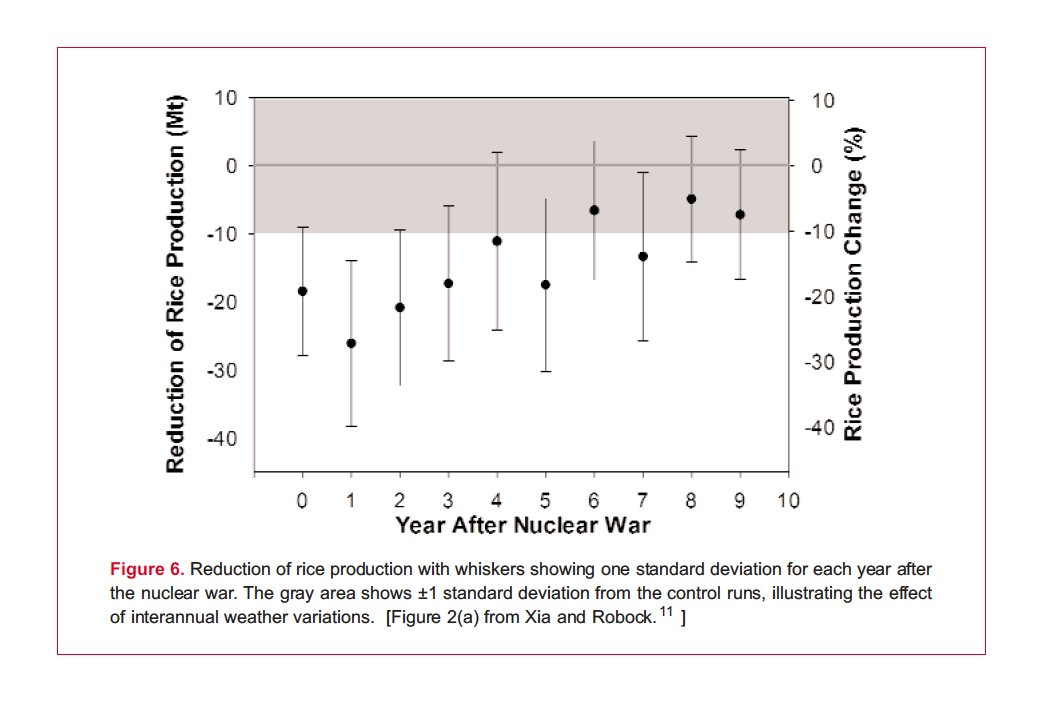 Reduction of Rice Production (Mt)
10
0
-10
-20
-30
-40
10
0
-10
-20
-30
-40
Rice Production Change (%)
0 1 2 3 4 5 6 7 8 9 10
Year After Nuclear War
Figure 6. Reduction of rice production with whiskers showing one standard deviation for each year after
the nuclear war. The gray area shows ±1 standard deviation from the control runs, illustrating the effect
of interannual weather variations. [Figure 2(a) from Xia and Robock. 11 ]